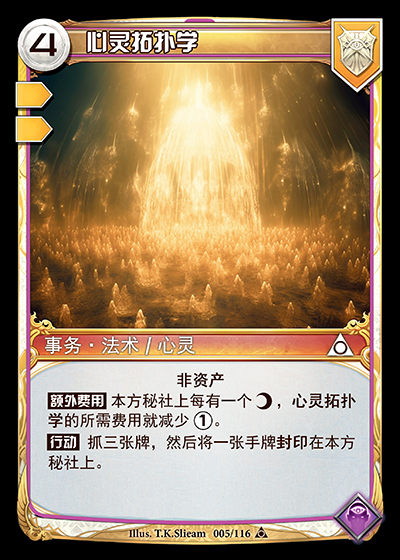 4 心灵拓扑学
事务·法术/心灵
非资产
额外费用 本方秘社上每有一个，心灵拓扑
学的所需费用就减少①。
行动 抓三张牌，然后将一张手牌封印在本方
秘社上。
Illus. T.K.Slieam 005/116